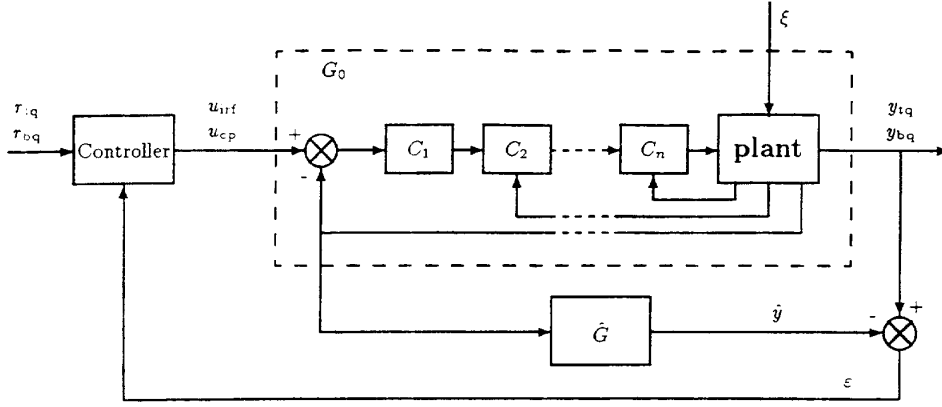 ξ
G₀
r_tq
r_bq
Controller
u_irf
u_cp
+
-
C₁
C₂
Cₙ
plant
y_tq
y_bq
Ĝ
ŷ
-
+
ε